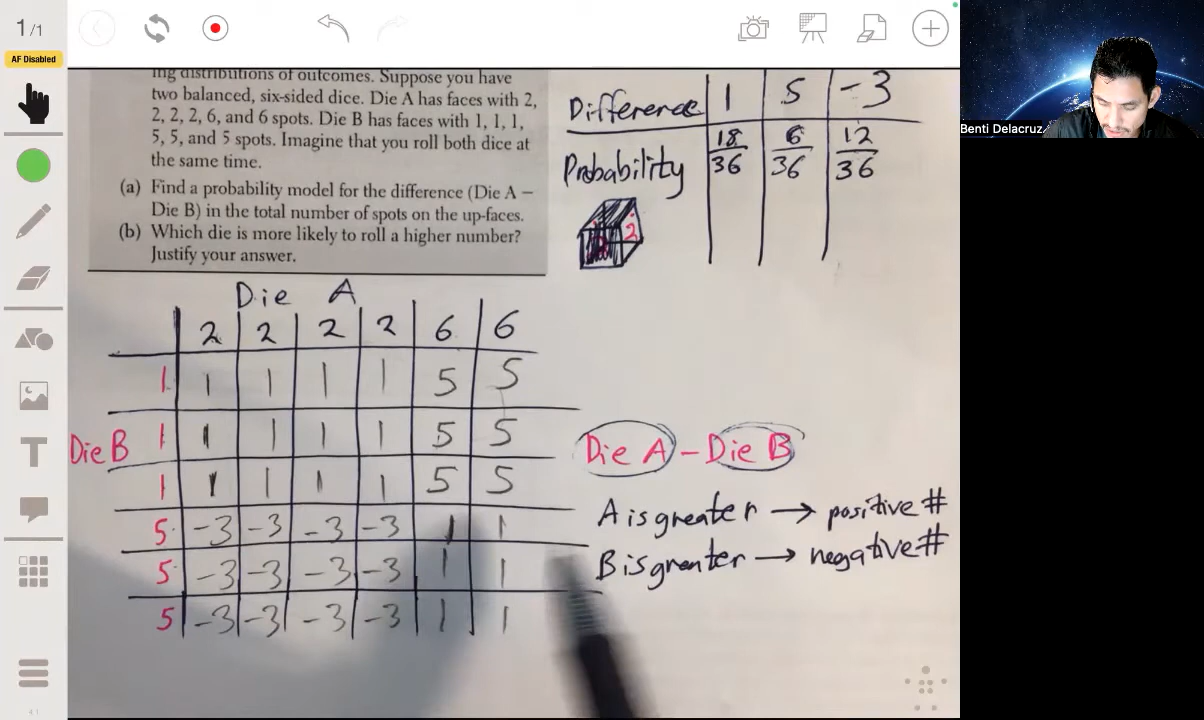 1/1
AF Disabled
ing distributions of outcomes. Suppose you have
two balanced, six-sided dice. Die A has faces with 2,
2, 2, 2, 6, and 6 spots. Die B has faces with 1, 1, 1,
5, 5, and 5 spots. Imagine that you roll both dice at
the same time.
(a) Find a probability model for the difference (Die A –
Die B) in the total number of spots on the up-faces.
(b) Which die is more likely to roll a higher number?
Justify your answer.
Difference 1 5 -3
Probability 18/36 6/36 12/36
2
Benti Delacruz
Die A
2 2 2 2 6 6
1 1 1 1 1 5 5
Die B 1 1 1 1 1 5 5
1 1 1 1 1 5 5
5 -3 -3 -3 -3 1 1
5 -3 -3 -3 -3 1 1
5 -3 -3 -3 -3 1 1
Die A - Die B
A is greater → positive #
B is greater → negative #
T